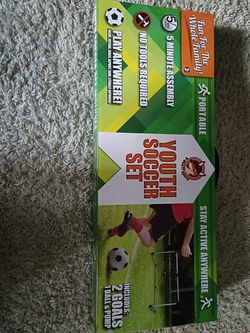 Fun For The
Whole Family!
5 MINUTE ASSEMBLY
NO TOOLS REQUIRED
PLAY ANYWHERE!
PORTABLE
STAY ACTIVE ANYWHERE
YOUTH
SOCCER
SET
INCLUDES:
2 GOALS
1 BALL & PUMP